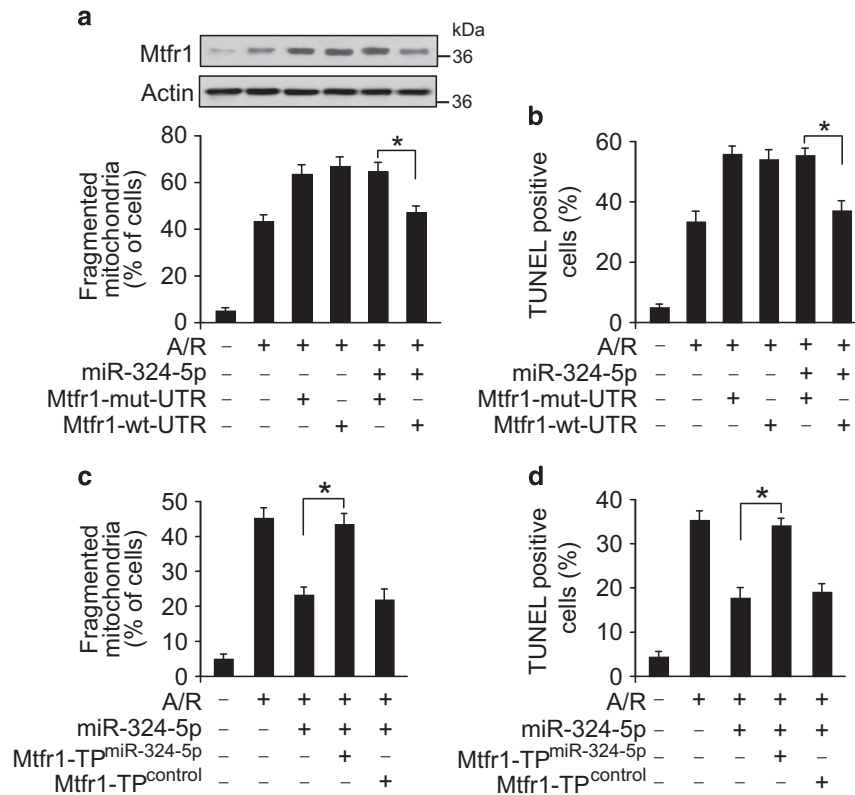 a
kDa
Mtfr1
36
Actin
36
Fragmented
mitochondria
(% of cells)
80
60
40
20
0
*
A/R – + + + + +
miR-324-5p – – – – + +
Mtfr1-mut-UTR – – + – + –
Mtfr1-wt-UTR – – – + – +
b
TUNEL positive
cells (%)
60
40
20
0
*
A/R – + + + + +
miR-324-5p – – – – + +
Mtfr1-mut-UTR – – + – + –
Mtfr1-wt-UTR – – – + – +
c
Fragmented
mitochondria
(% of cells)
50
40
30
20
10
0
*
A/R – + + + +
miR-324-5p – – + + +
Mtfr1-TPmiR-324-5p – – – + –
Mtfr1-TPcontrol – – – – +
d
TUNEL positive
cells (%)
40
30
20
10
0
*
A/R – + + + +
miR-324-5p – – + + +
Mtfr1-TPmiR-324-5p – – – + –
Mtfr1-TPcontrol – – – – +